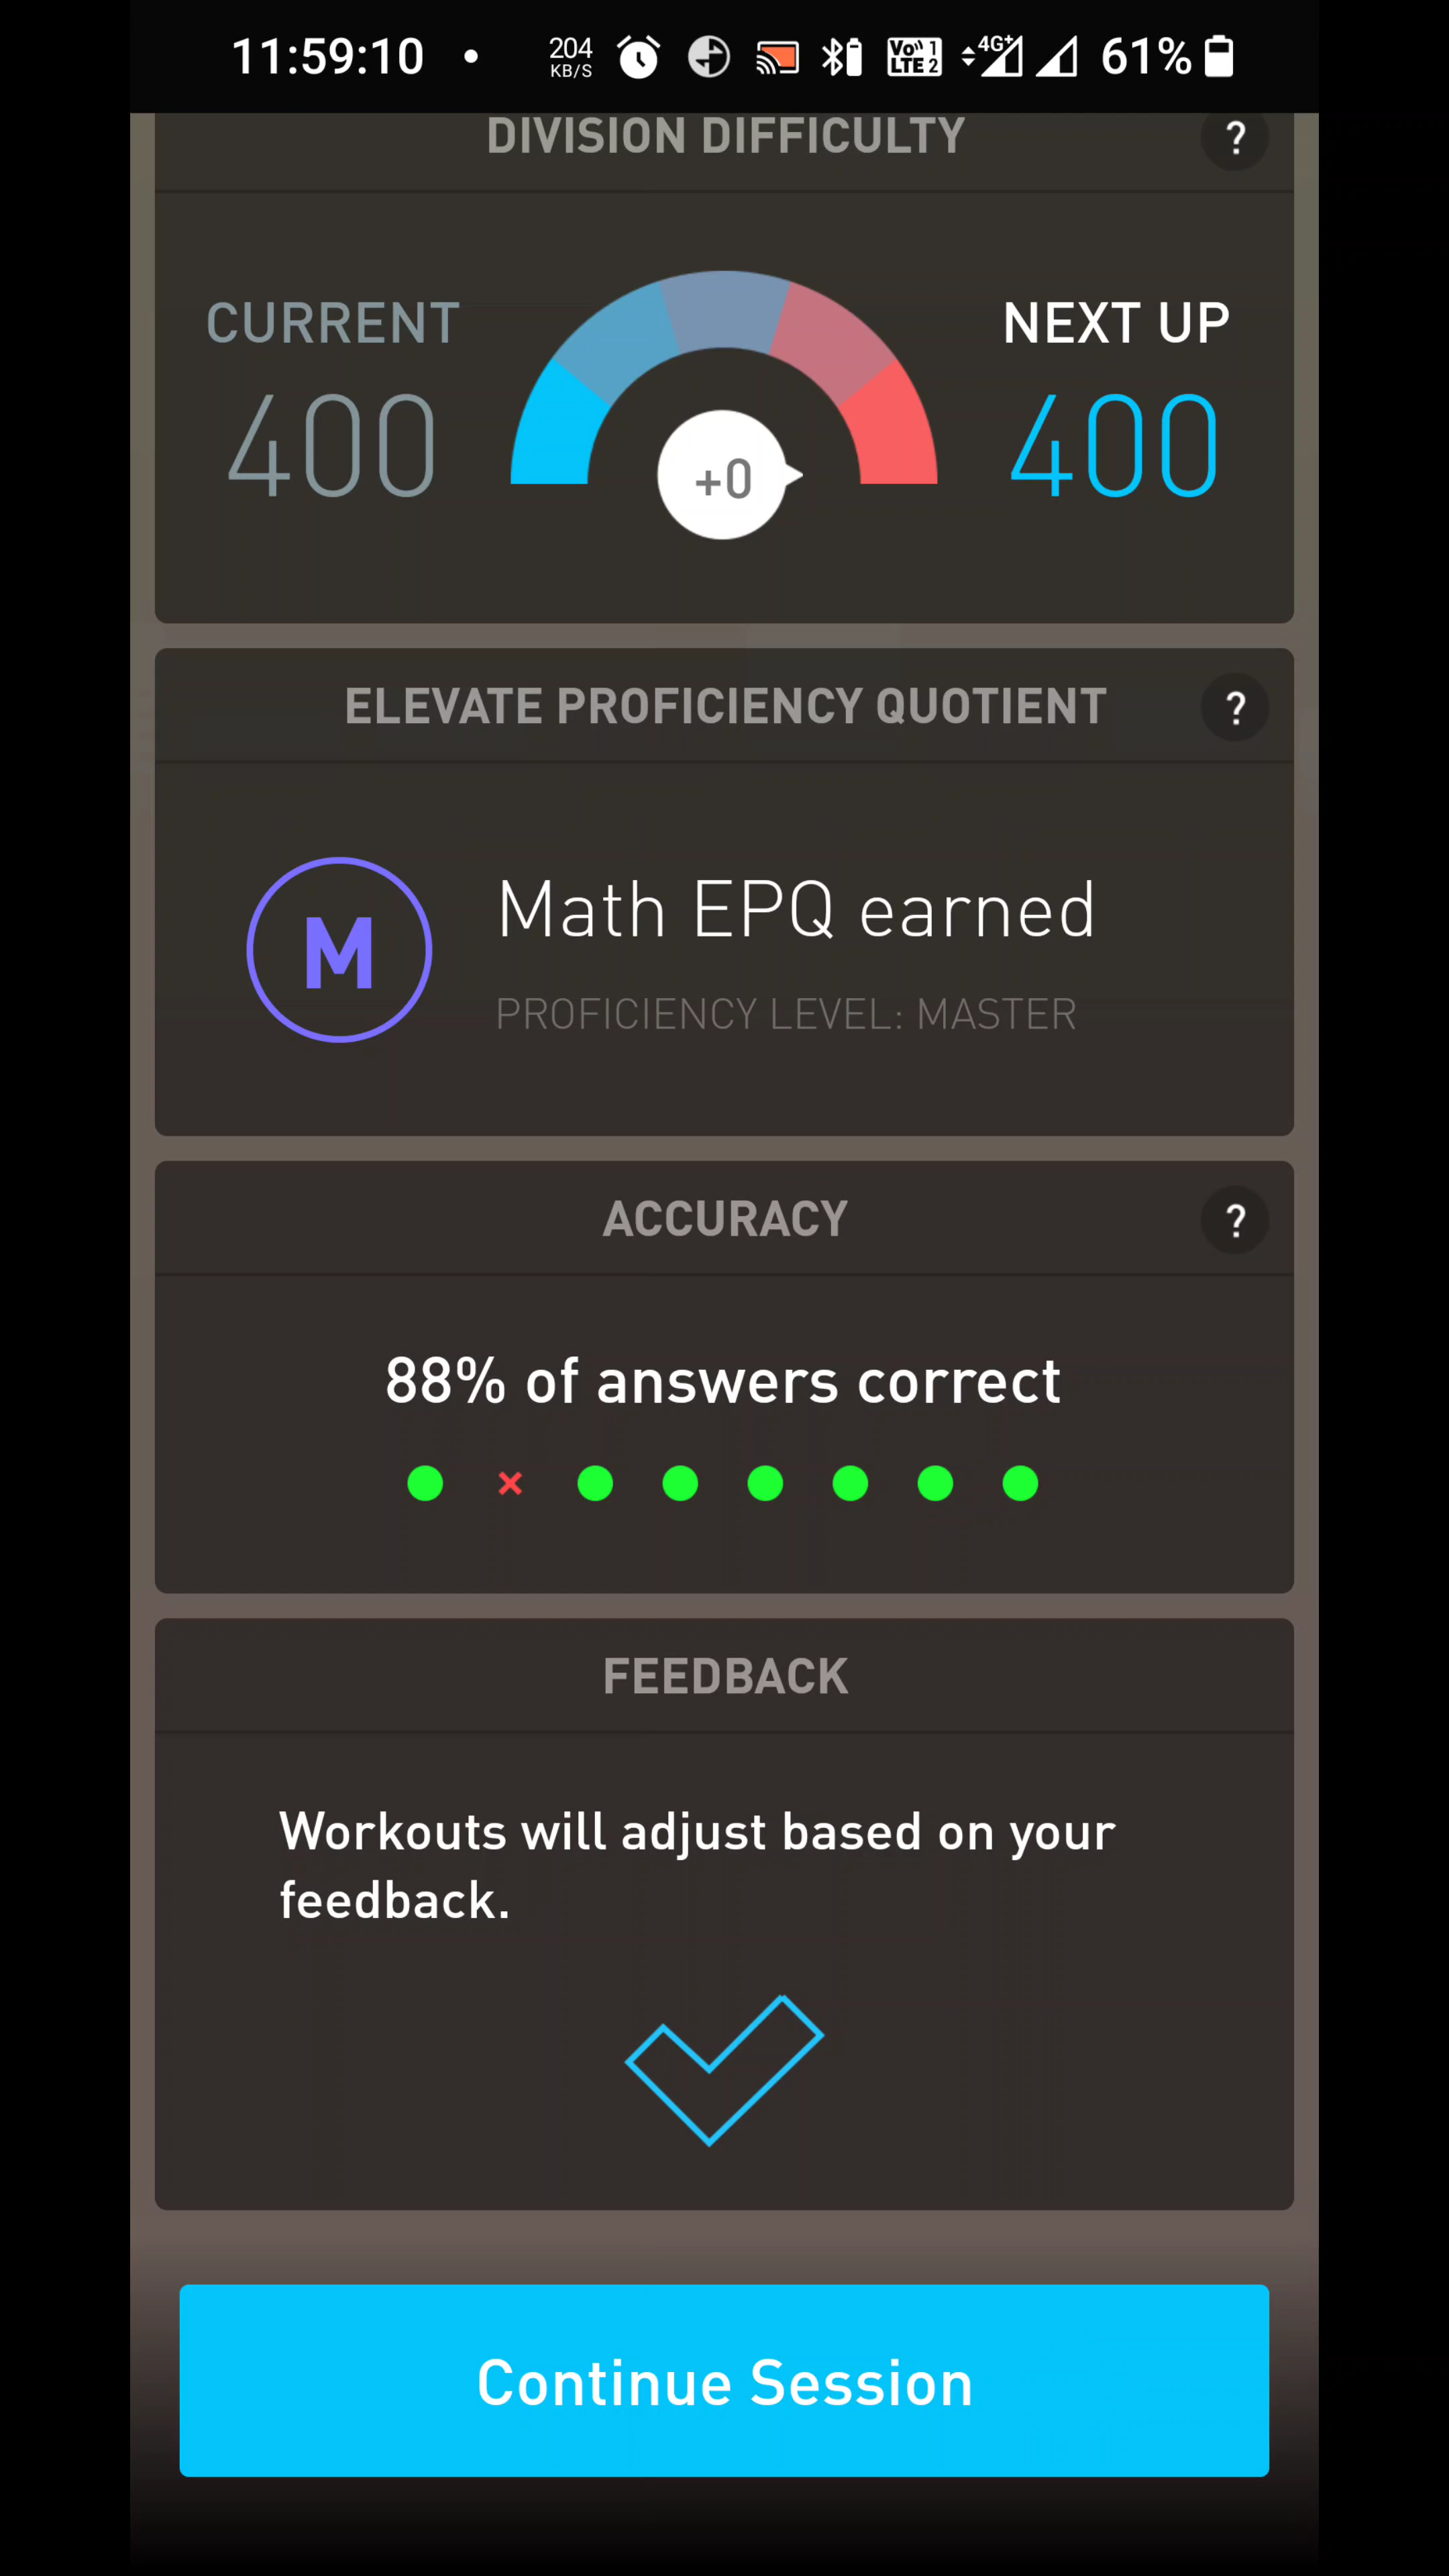 11:59:10 • 204 KB/S Vo)) 1 LTE 2 4G+ 61%
DIVISION DIFFICULTY ?
CURRENT NEXT UP
400 +0 400
ELEVATE PROFICIENCY QUOTIENT ?
M Math EPQ earned
PROFICIENCY LEVEL: MASTER
ACCURACY ?
88% of answers correct
FEEDBACK
Workouts will adjust based on your
feedback.
Continue Session